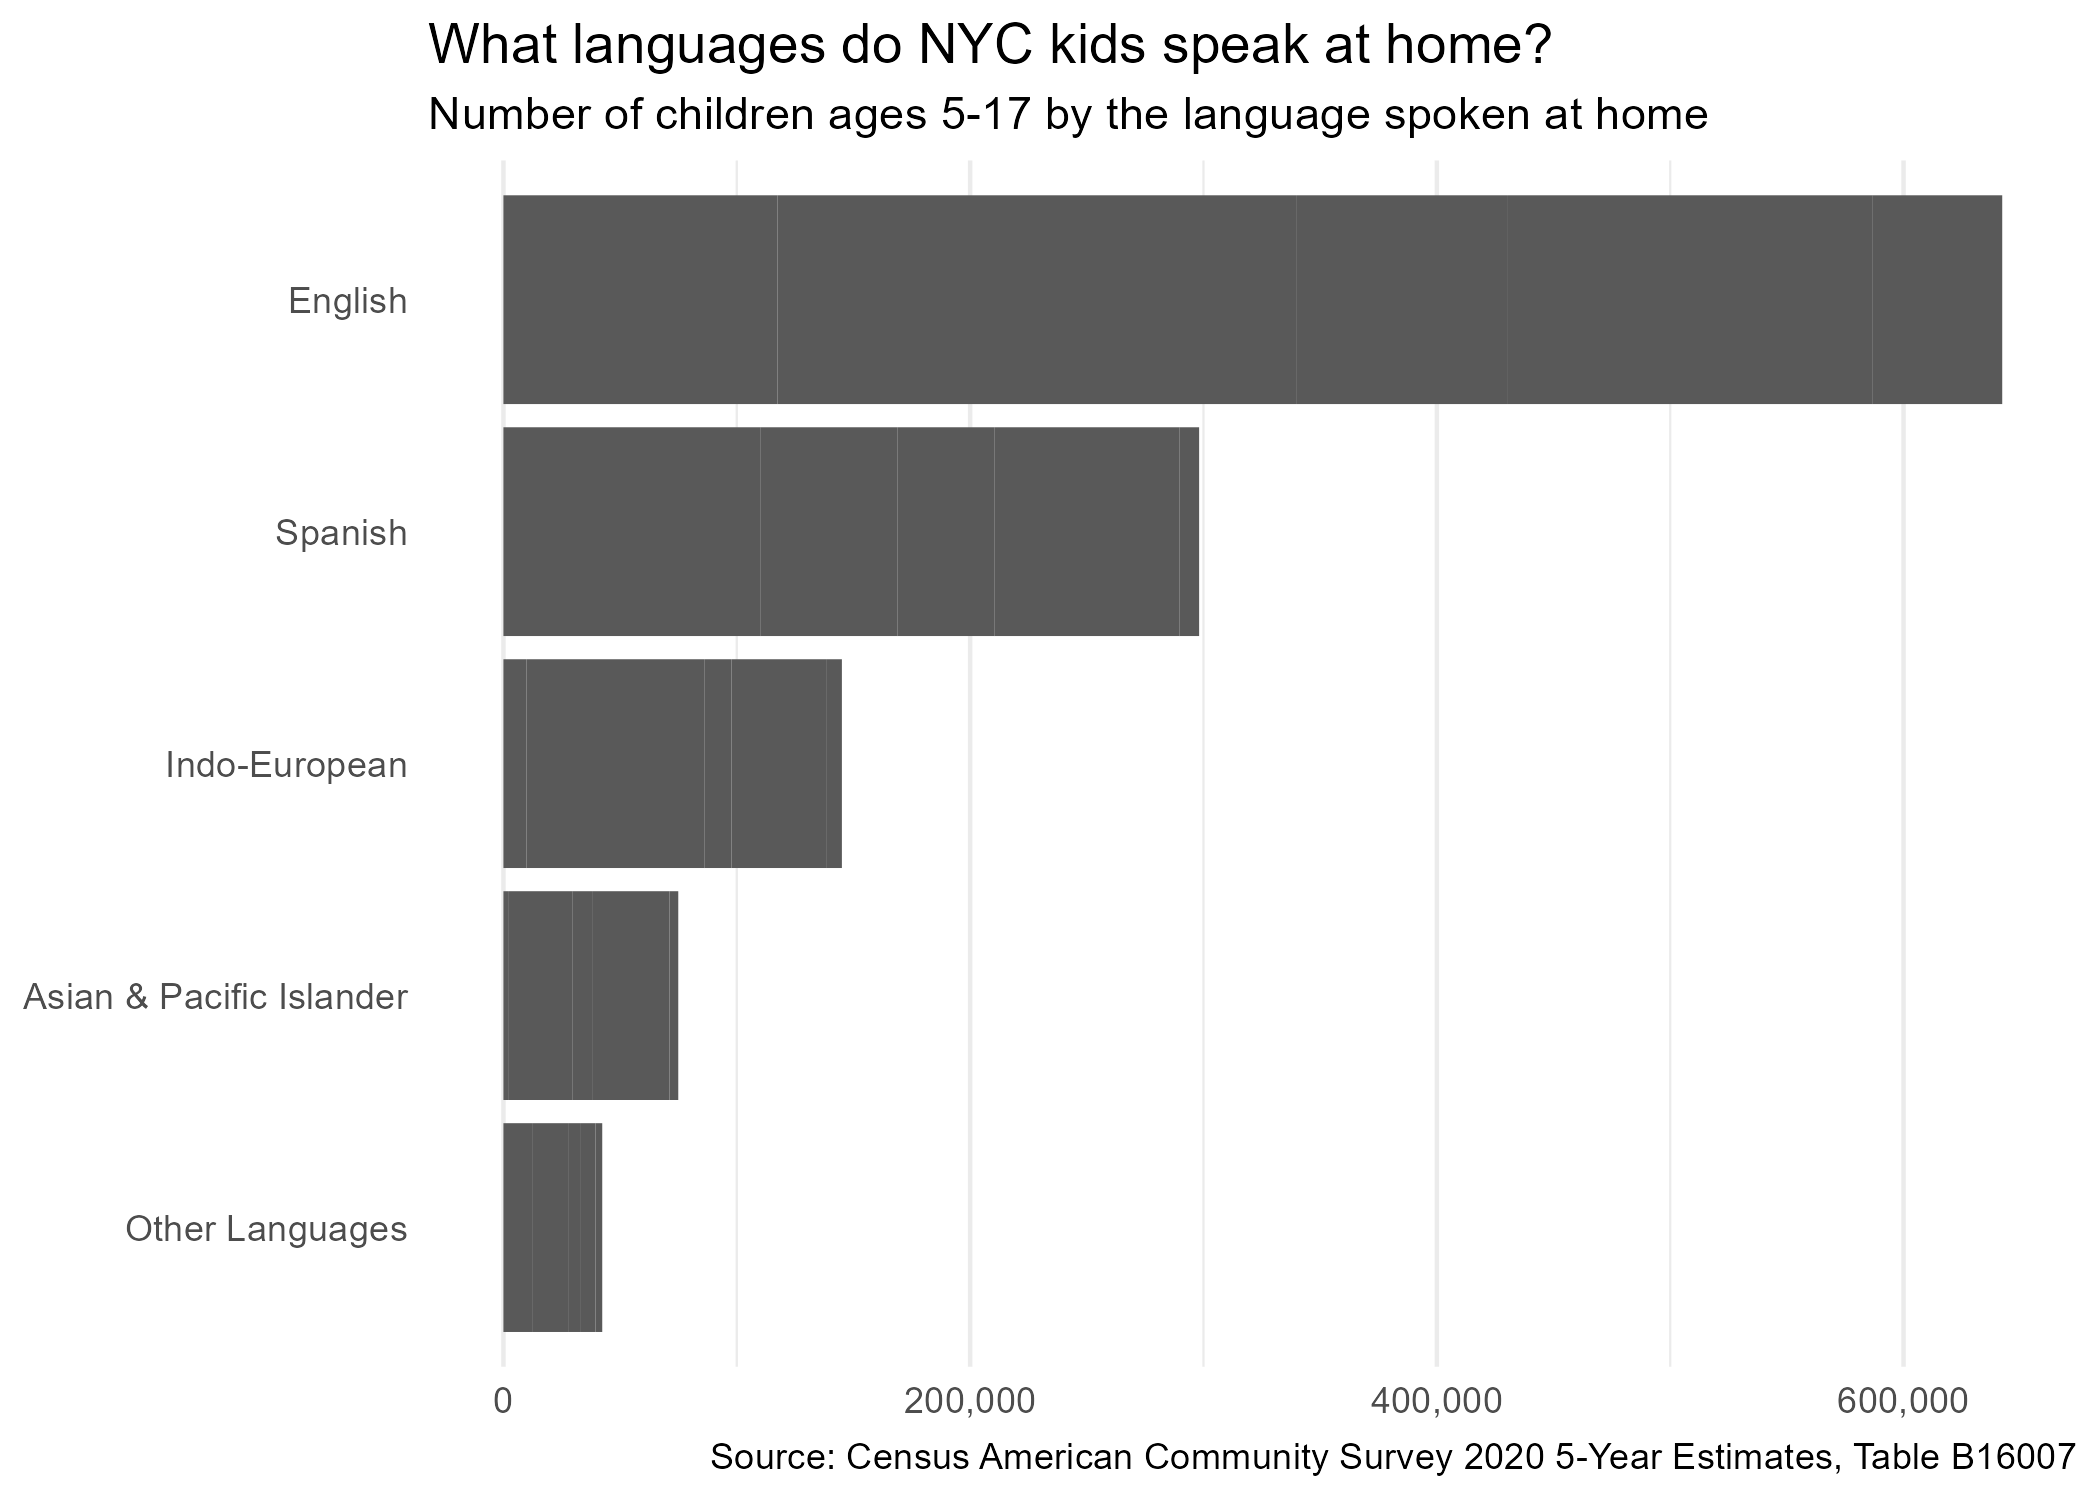 What languages do NYC kids speak at home?
Number of children ages 5-17 by the language spoken at home
English
Spanish
Indo-European
Asian & Pacific Islander
Other Languages
0 200,000 400,000 600,000
Source: Census American Community Survey 2020 5-Year Estimates, Table B16007